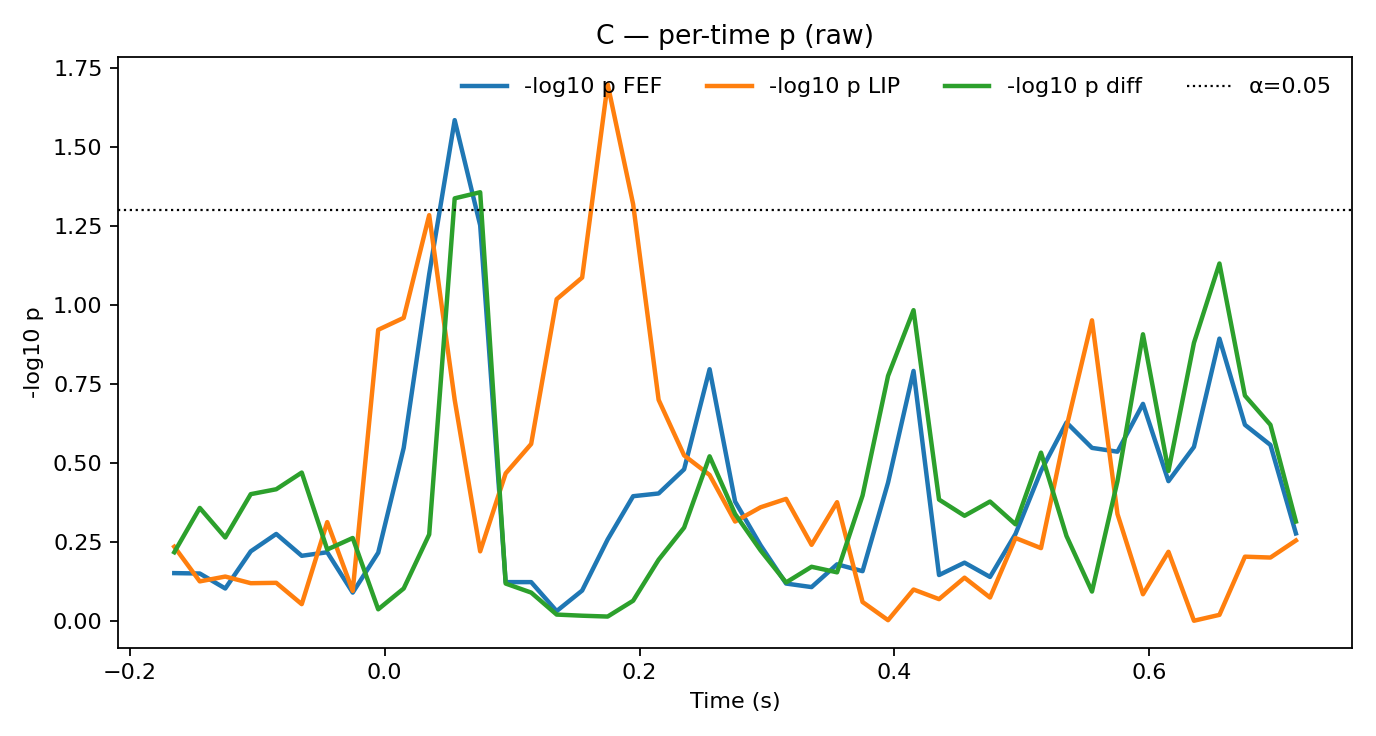 C — per-time p (raw)
-log10 p FEF -log10 p LIP -log10 p diff α=0.05
1.75
1.50
1.25
1.00
0.75
0.50
0.25
0.00
-log10 p
−0.2 0.0 0.2 0.4 0.6
Time (s)